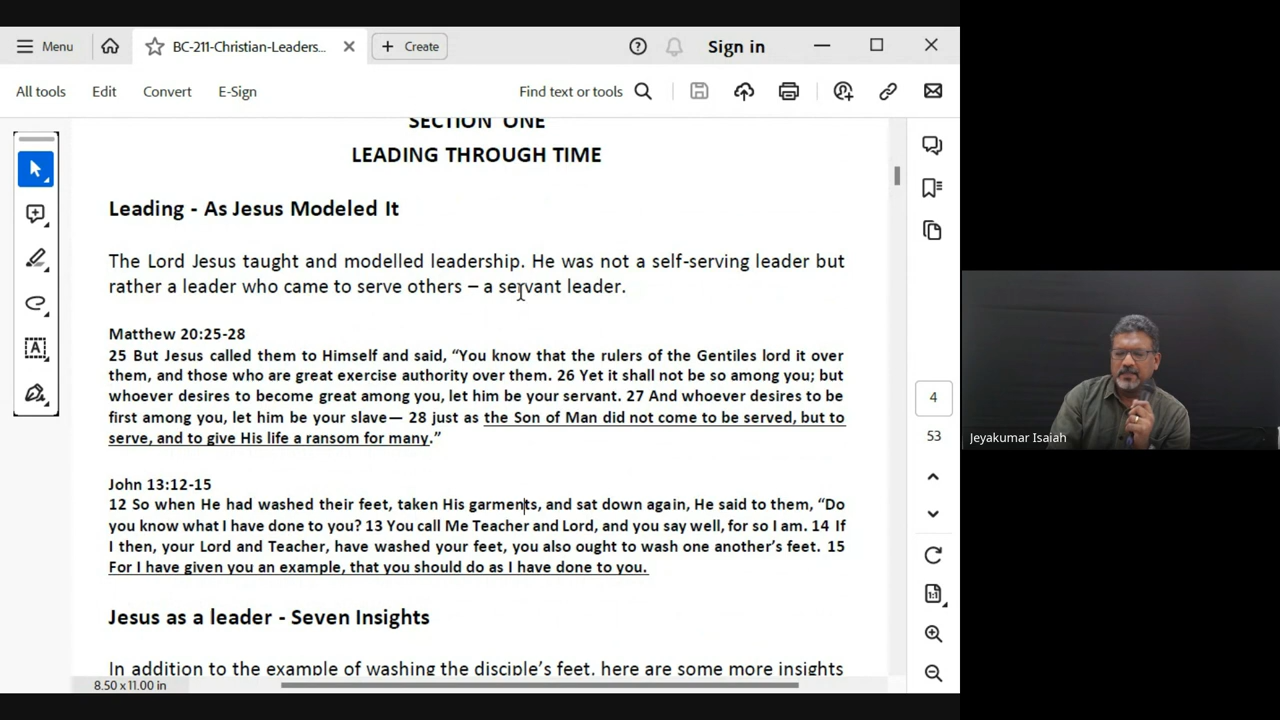 Menu
BC-211-Christian-Leaders...
Create
Sign in
All tools
Edit
Convert
E-Sign
Find text or tools
SECTION ONE
LEADING THROUGH TIME
Leading - As Jesus Modeled It
The Lord Jesus taught and modelled leadership. He was not a self-serving leader but
rather a leader who came to serve others – a servant leader.
Matthew 20:25-28
25 But Jesus called them to Himself and said, “You know that the rulers of the Gentiles lord it over
them, and those who are great exercise authority over them. 26 Yet it shall not be so among you; but
whoever desires to become great among you, let him be your servant. 27 And whoever desires to be
first among you, let him be your slave— 28 just as the Son of Man did not come to be served, but to
serve, and to give His life a ransom for many.”
John 13:12-15
12 So when He had washed their feet, taken His garments, and sat down again, He said to them, “Do
you know what I have done to you? 13 You call Me Teacher and Lord, and you say well, for so I am. 14 If
I then, your Lord and Teacher, have washed your feet, you also ought to wash one another’s feet. 15
For I have given you an example, that you should do as I have done to you.
Jesus as a leader - Seven Insights
In addition to the example of washing the disciple’s feet, here are some more insights
8.50 x 11.00 in
4
53
1:1
Jeyakumar Isaiah